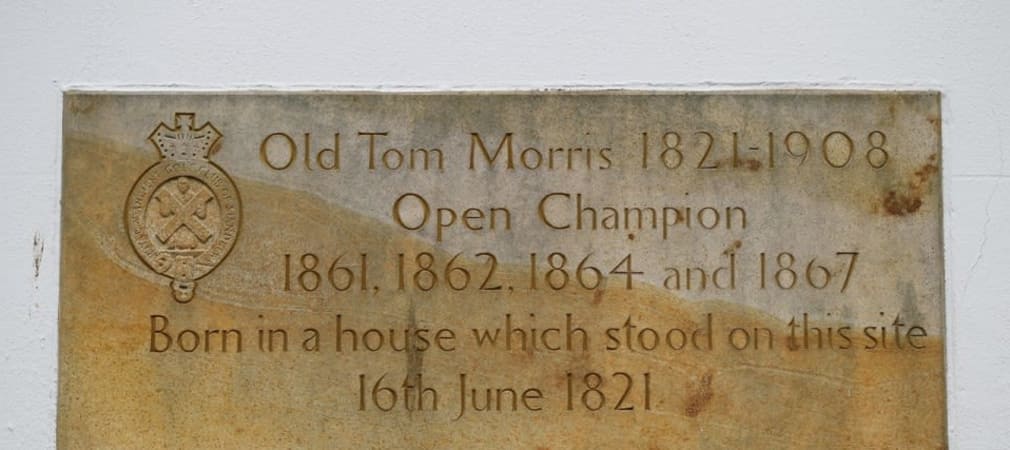 Old Tom Morris 1821-1908
Open Champion
1861, 1862, 1864 and 1867
Born in a house which stood on this site
16th June 1821